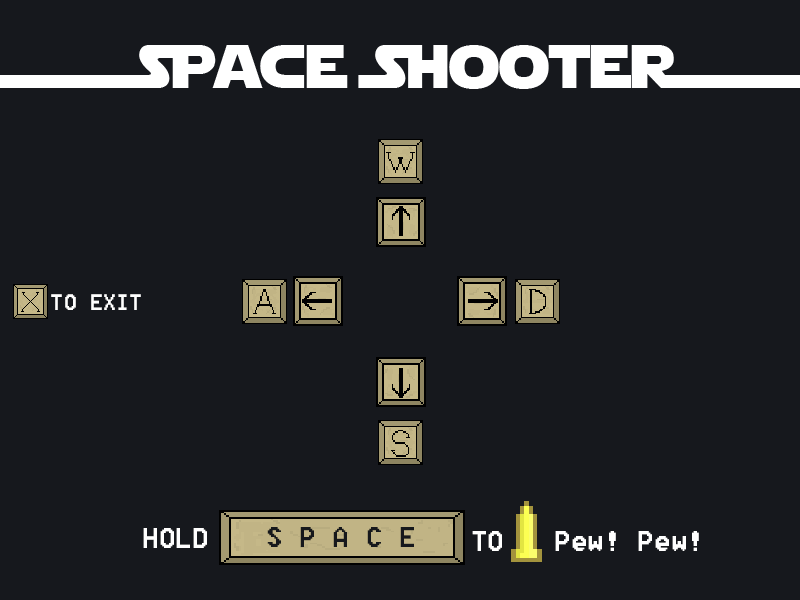 SPACE SHOOTER
W
↑
X TO EXIT A ← → D
↓
S
HOLD SPACE TO Pew! Pew!